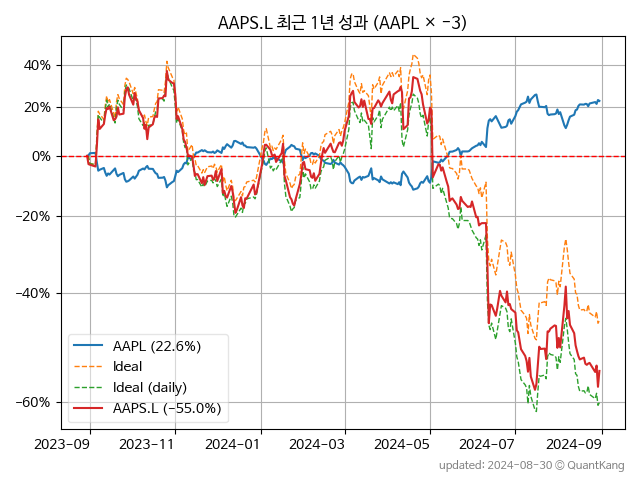 AAPS.L 최근 1년 성과 (AAPL × −3)
40%
20%
0%
−20%
−40%
−60%
AAPL (22.6%)
Ideal
Ideal (daily)
AAPS.L (−55.0%)
2023-09 2023-11 2024-01 2024-03 2024-05 2024-07 2024-09
updated: 2024-08-30 © QuantKang